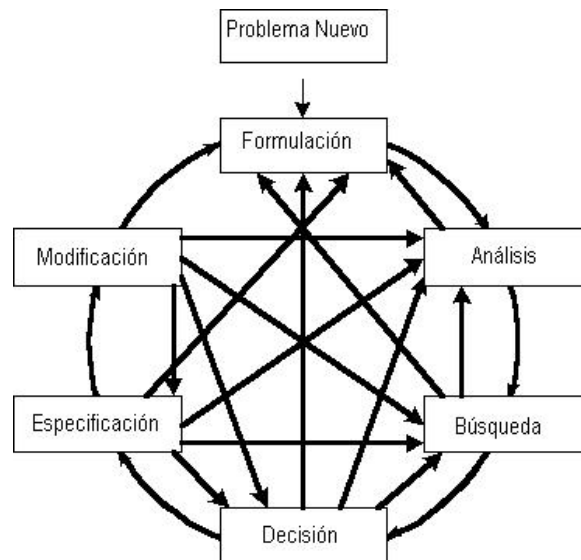 Problema Nuevo
Formulación
Modificación
Análisis
Especificación
Búsqueda
Decisión